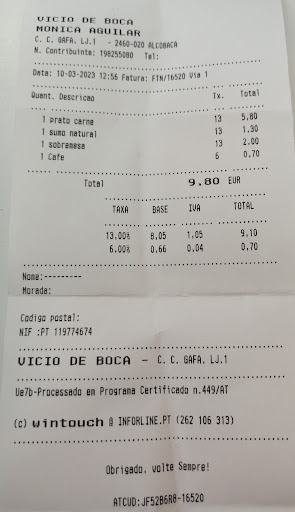 VICIO DE BOCA
MONICA AGUILAR
C. C. GAFA, LJ.1 - 2460-020 ALCOBACA
N. Contribuinte: 198255080 Tel:
Data: 10-03-2023 12:56 Fatura: FTN/16520 Via 1
Quant. Descricao Tx. Total
1 prato carne 13 5,80
1 sumo natural 13 1.30
1 sobremesa 13 2.00
1 Cafe 6 0,70
Total 9.80 EUR
TAXA BASE IVA TOTAL
13.00% 8.05 1.05 9,10
6.00% 0.66 0.04 0.70
Nome:---------
Morada:
Codigo postal:
NIF :PT 119774674
VICIO DE BOCA - C. C. GAFA, LJ.1
Ue7b-Processado em Programa Certificado n.449/AT
(c) wintouch @ INFORLINE.PT (262 106 313)
Obrigado, volte Sempre!
ATCUD:JF52B6R8-16520